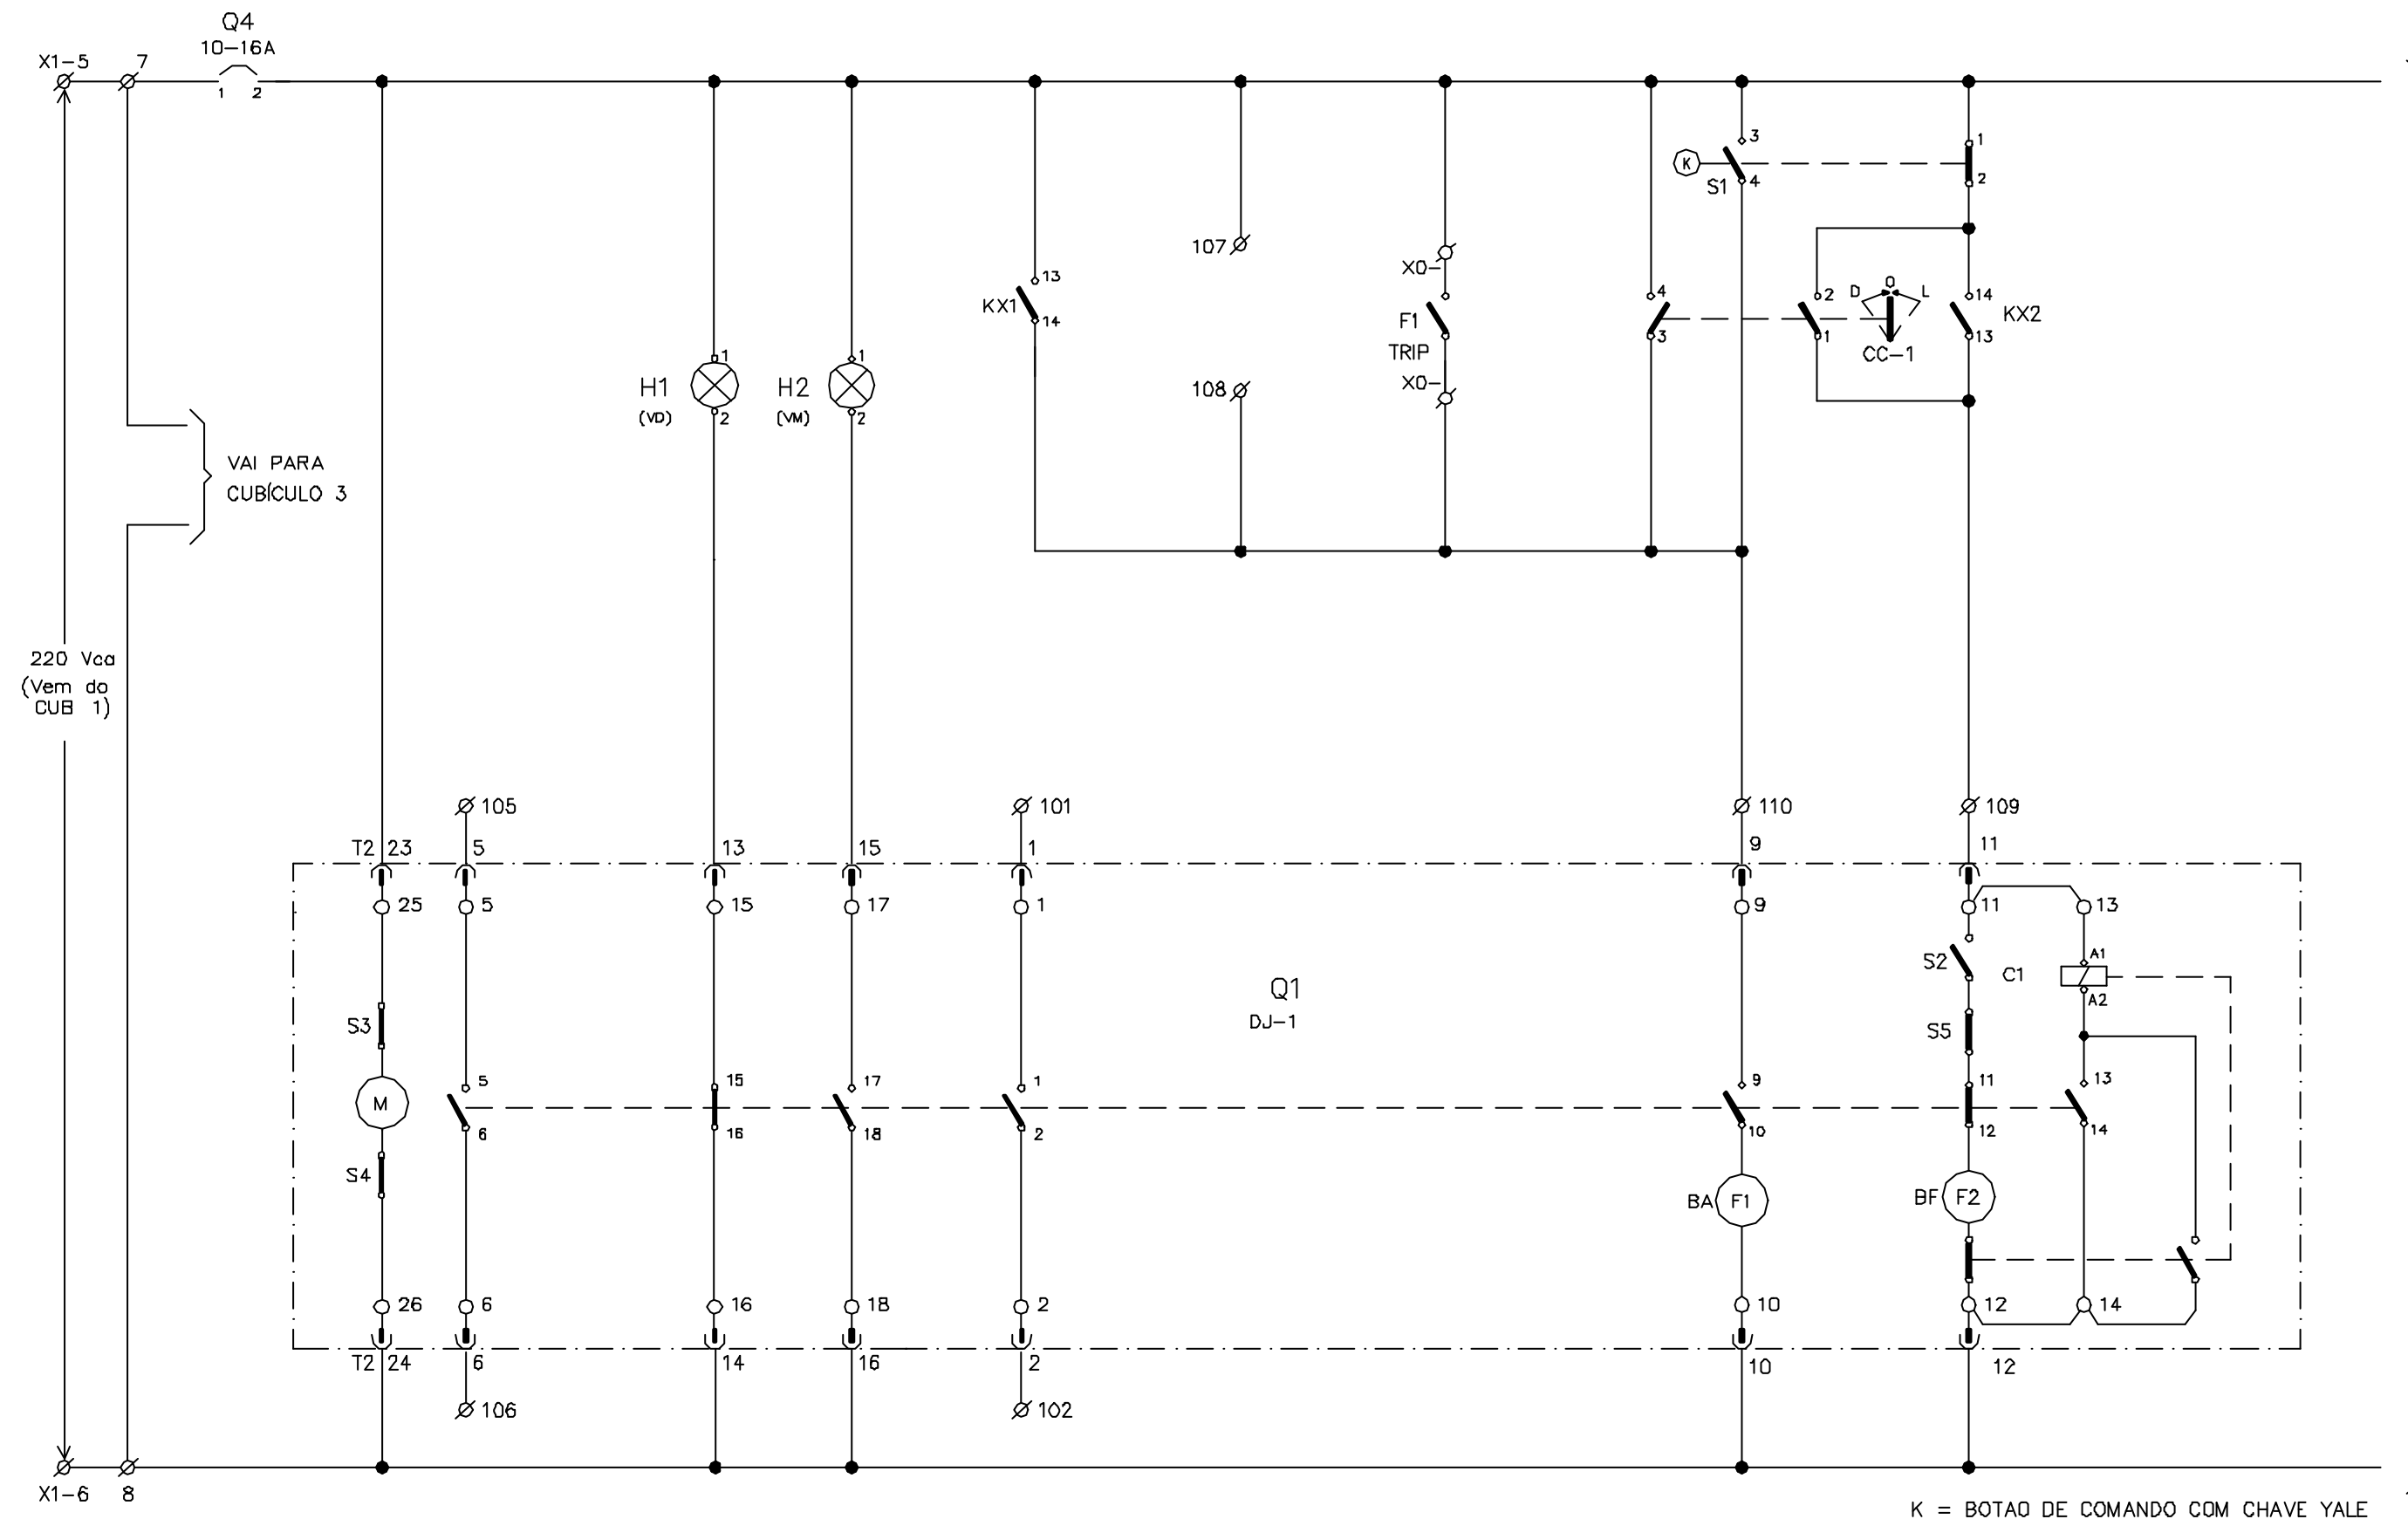 Q4
10-16A
X1-5
7
1 2
3
K
S1
4
1
2
107
X0-
13
KX1
14
F1
TRIP
X0-
4
3
2
1
D O L
CC-1
14
KX2
13
108
1
H1
(VD)
2
1
H2
(VM)
2
VAI PARA
CUBÍCULO 3
220 Vca
(Vem do
CUB 1)
105
101
110
109
T2 23
5
13
15
1
9
11
25
5
15
17
1
9
11
13
S2
C1
A1
A2
Q1
DJ-1
S3
S5
M
5
6
15
16
17
18
1
2
9
10
11
12
13
14
S4
BA F1
BF F2
26
6
16
18
2
10
12
14
T2 24
6
14
16
2
10
12
106
102
X1-6
8
K = BOTAO DE COMANDO COM CHAVE YALE